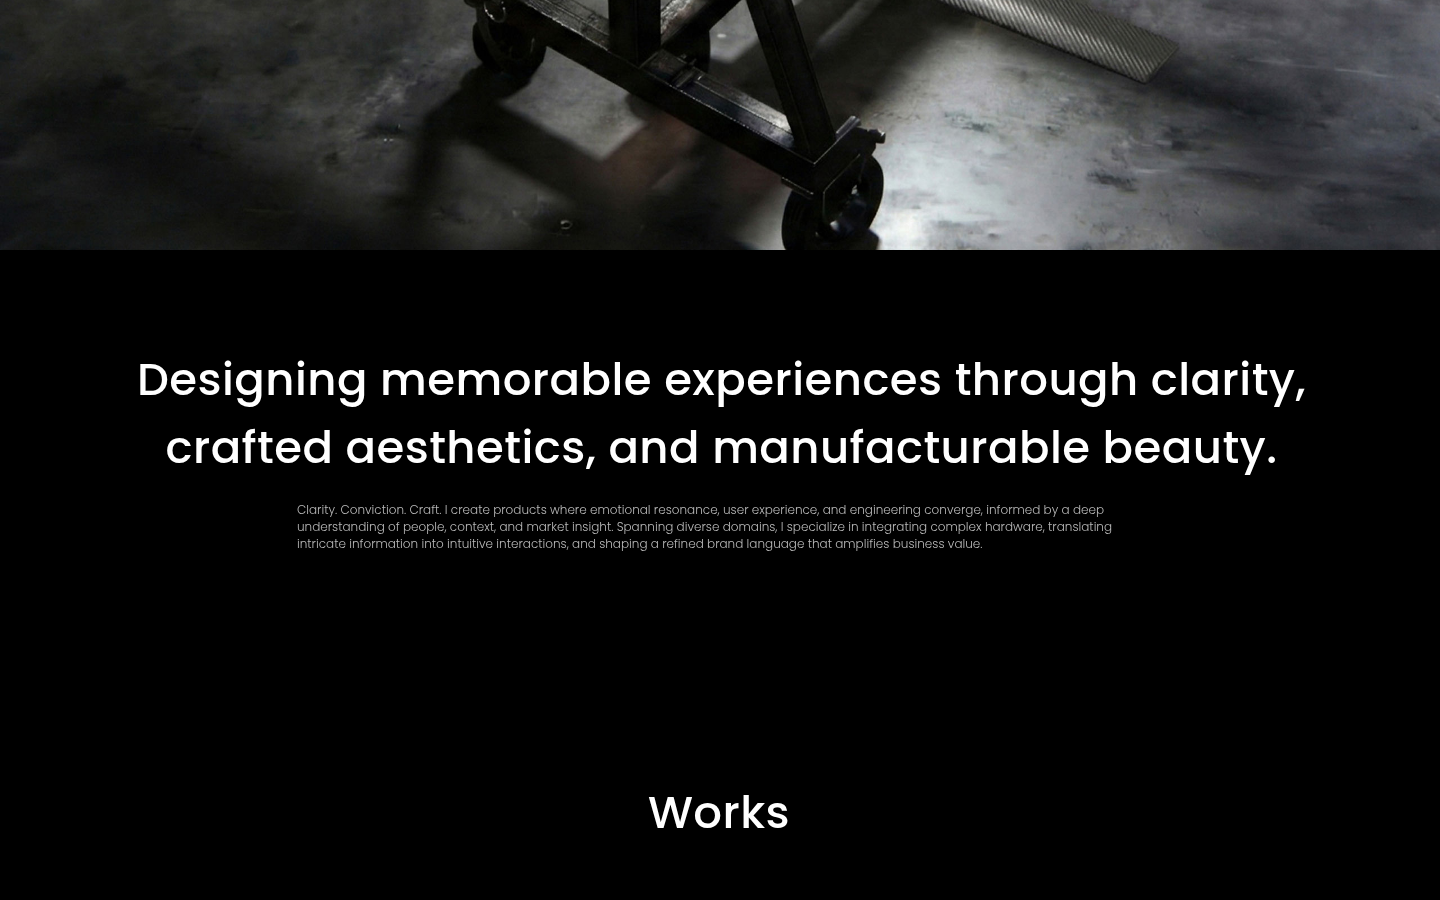 Designing memorable experiences through clarity,
crafted aesthetics, and manufacturable beauty.
Clarity. Conviction. Craft. I create products where emotional resonance, user experience, and engineering converge, informed by a deep
understanding of people, context, and market insight. Spanning diverse domains, I specialize in integrating complex hardware, translating
intricate information into intuitive interactions, and shaping a refined brand language that amplifies business value.
Works